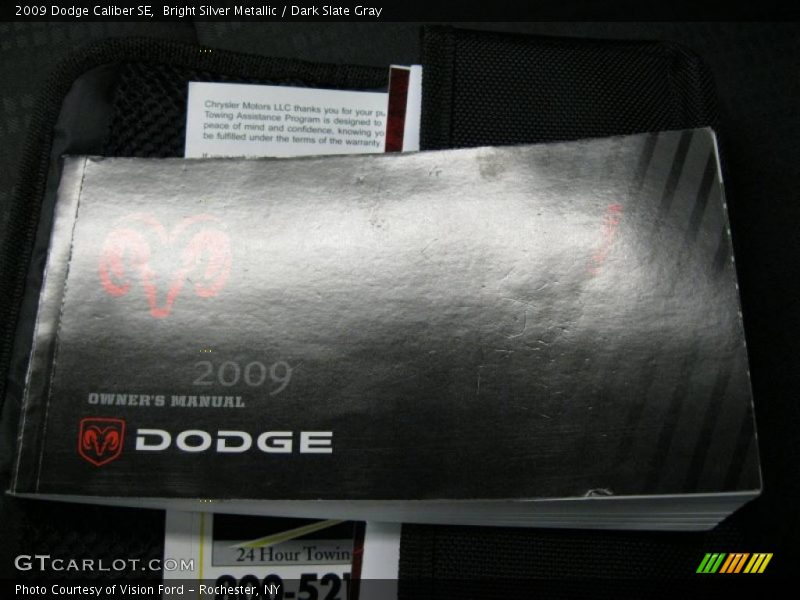 2009 Dodge Caliber SE,  Bright Silver Metallic / Dark Slate Gray
Chrysler Motors LLC thanks you for your pu
Towing Assistance Program is designed to
peace of mind and confidence, knowing yo
be fulfilled under the terms of the warranty.
2009
OWNER'S MANUAL
DODGE
24 Hour Towin
800-521
GTCARLOT.COM
Photo Courtesy of Vision Ford - Rochester, NY